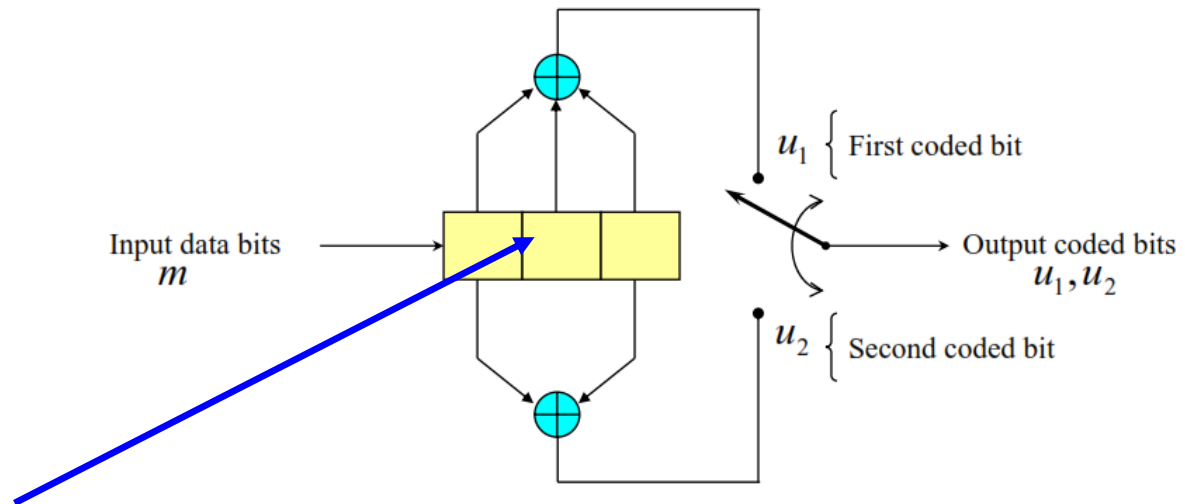 u₁ { First coded bit
Input data bits
m
Output coded bits
u₁,u₂
u₂ { Second coded bit